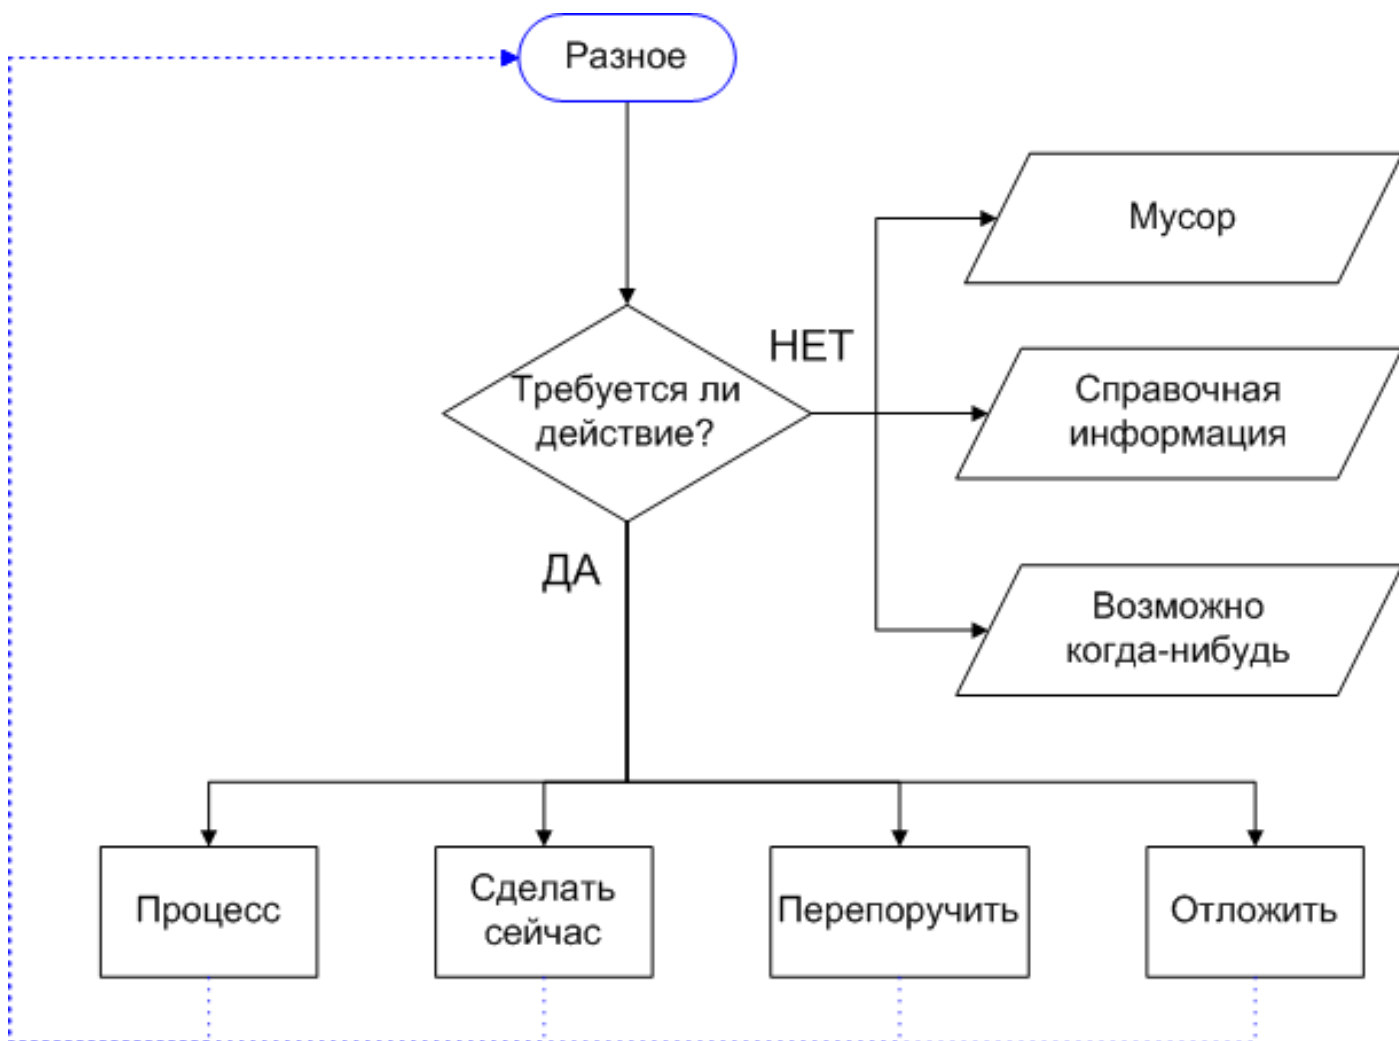 Разное
Мусор
НЕТ
Требуется ли
действие?
Справочная
информация
ДА
Возможно
когда-нибудь
Процесс
Сделать
сейчас
Перепоручить
Отложить